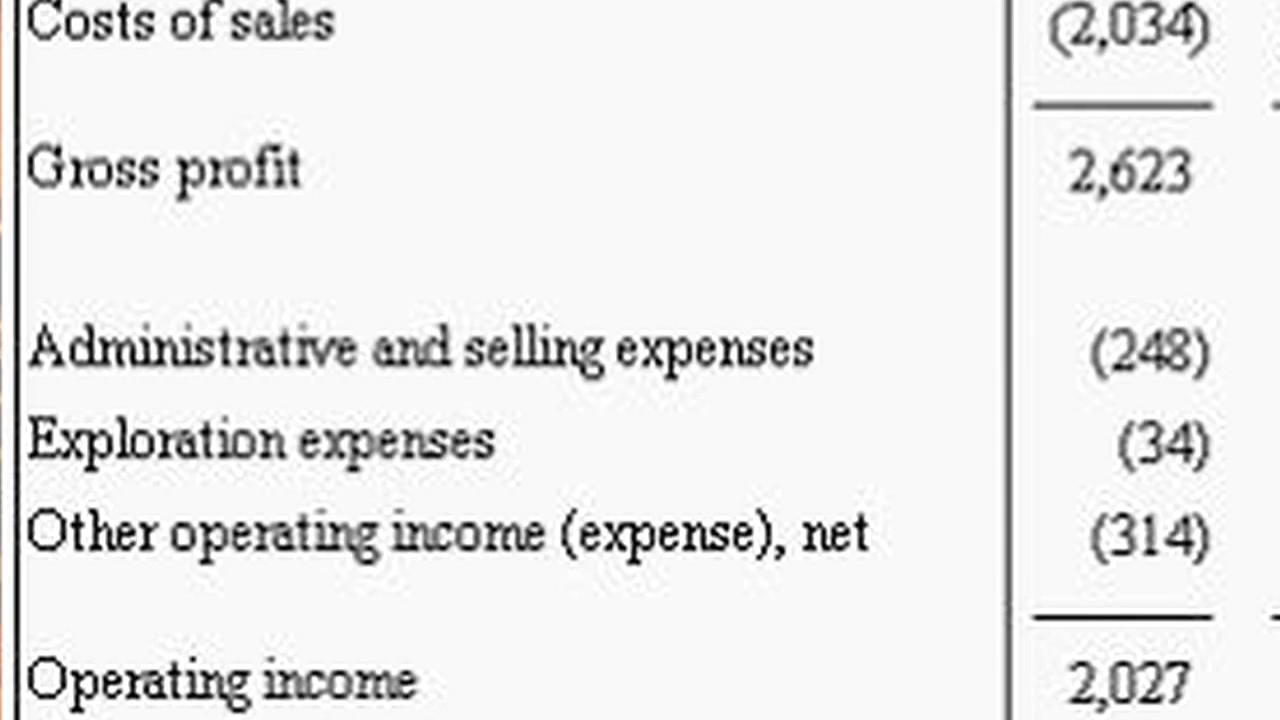 Costs of sales (2,034)
Gross profit 2,623
Administrative and selling expenses (248)
Exploration expenses (34)
Other operating income (expense), net (314)
Operating income 2,027